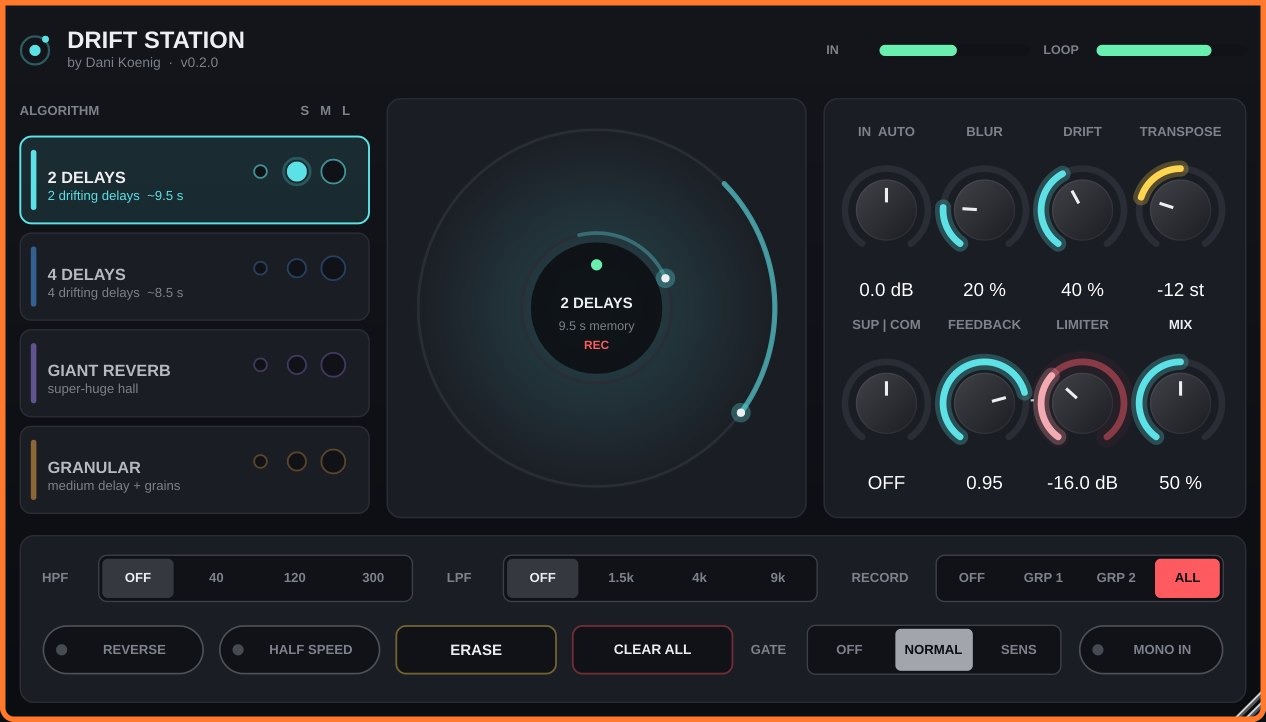 DRIFT STATION
by Dani Koenig · v0.2.0
IN
LOOP
ALGORITHM S M L
2 DELAYS
2 drifting delays ~9.5 s
4 DELAYS
4 drifting delays ~8.5 s
GIANT REVERB
super-huge hall
GRANULAR
medium delay + grains
2 DELAYS
9.5 s memory
REC
IN AUTO BLUR DRIFT TRANSPOSE
0.0 dB 20 % 40 % -12 st
SUP | COM FEEDBACK LIMITER MIX
OFF 0.95 -16.0 dB 50 %
HPF OFF 40 120 300 LPF OFF 1.5k 4k 9k RECORD OFF GRP 1 GRP 2 ALL
REVERSE HALF SPEED ERASE CLEAR ALL GATE OFF NORMAL SENS MONO IN